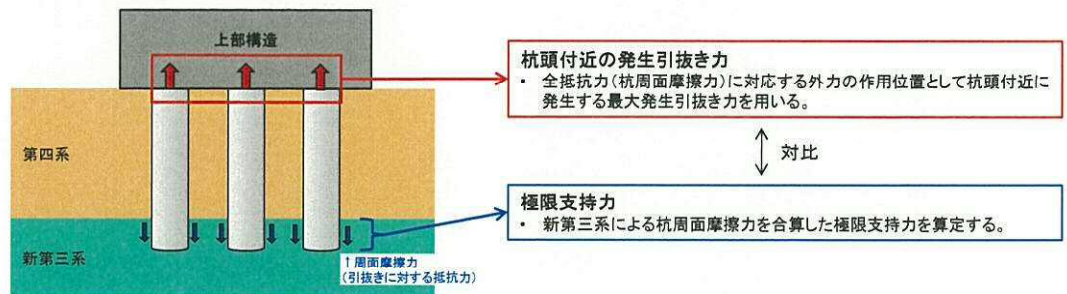 上部構造
第四系
新第三系
↑周面摩擦力
(引抜きに対する抵抗力)
杭頭付近の発生引抜き力
・ 全抵抗力(杭周面摩擦力)に対応する外力の作用位置として杭頭付近に
発生する最大発生引抜き力を用いる。
対比
極限支持力
・ 新第三系による杭周面摩擦力を合算した極限支持力を算定する。